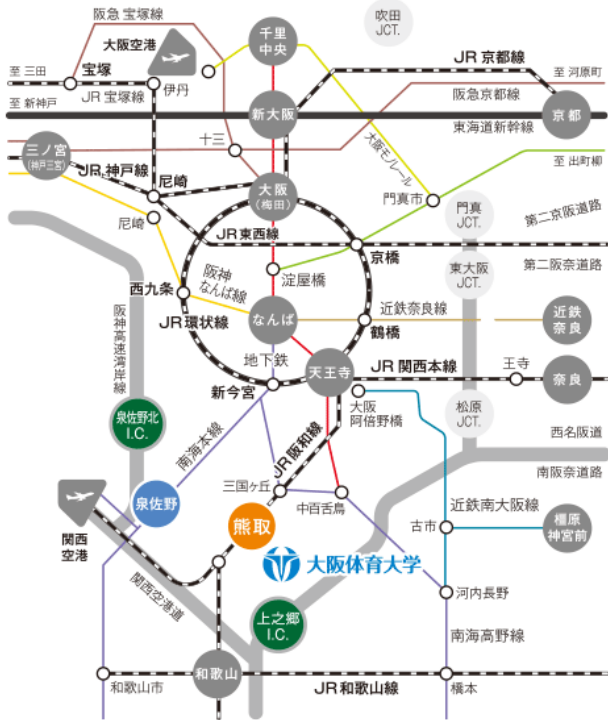 阪急 宝塚線
吹田
JCT.
大阪空港
千里
中央
JR 京都線
至 三田
宝塚
伊丹
至 河原町
JR 宝塚線
阪急京都線
至 新神戸
新大阪
京都
東海道新幹線
十三
大阪モノレール
三ノ宮
(神戸三宮)
JR 神戸線
尼崎
大阪
(梅田)
至 出町柳
門真市
門真
JCT.
第二京阪道路
尼崎
JR東西線
京橋
阪神
なんば線
淀屋橋
東大阪
JCT.
第二阪奈道路
西九条
阪神高速湾岸線
JR環状線
なんば
近鉄奈良線
鶴橋
近鉄
奈良
地下鉄
天王寺
JR 関西本線
王寺
奈良
新今宮
大阪
阿倍野橋
松原
JCT.
泉佐野北
I.C.
西名阪道
南海本線
JR阪和線
南阪奈道路
三国ヶ丘
中百舌鳥
泉佐野
熊取
近鉄南大阪線
古市
橿原
神宮前
関西
空港
大阪体育大学
関西空港道
河内長野
上之郷
I.C.
南海高野線
和歌山
和歌山市
JR和歌山線
橋本